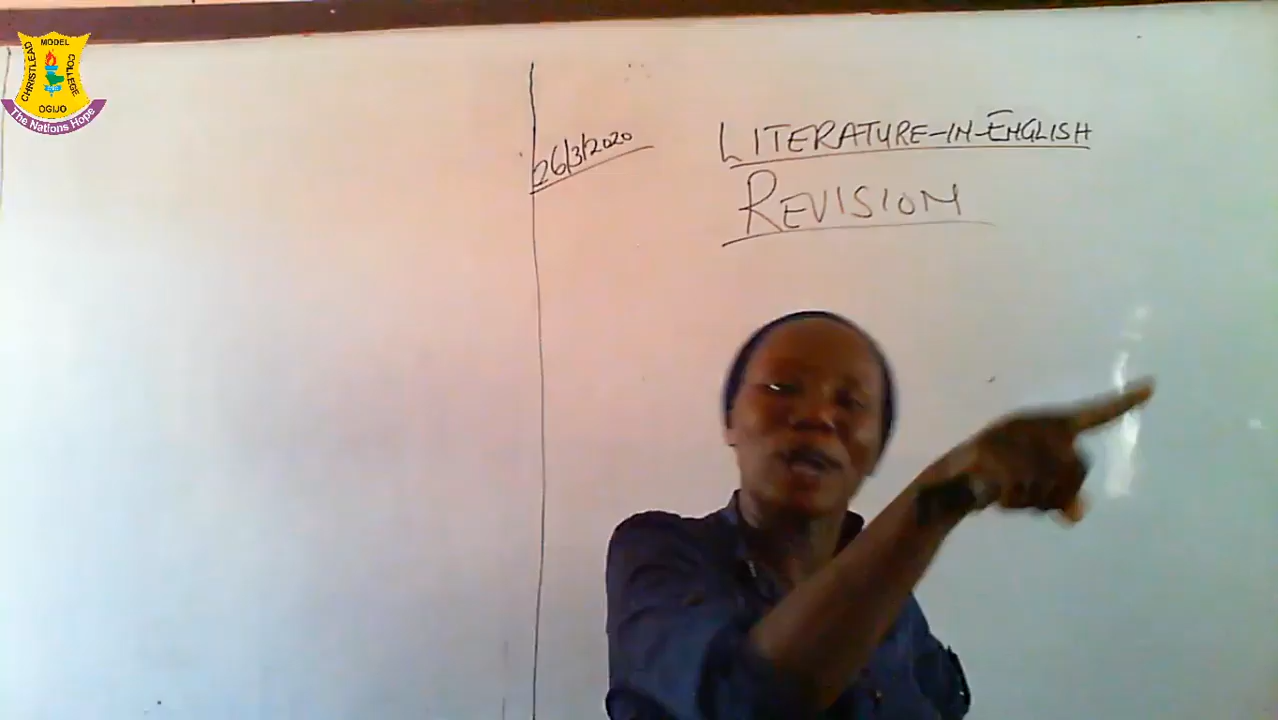 MODEL
CHRISTLEAD
COLLEGE
OGIJO
The Nations Hope
26/3/2020
LITERATURE-IN-ENGLISH
REVISION